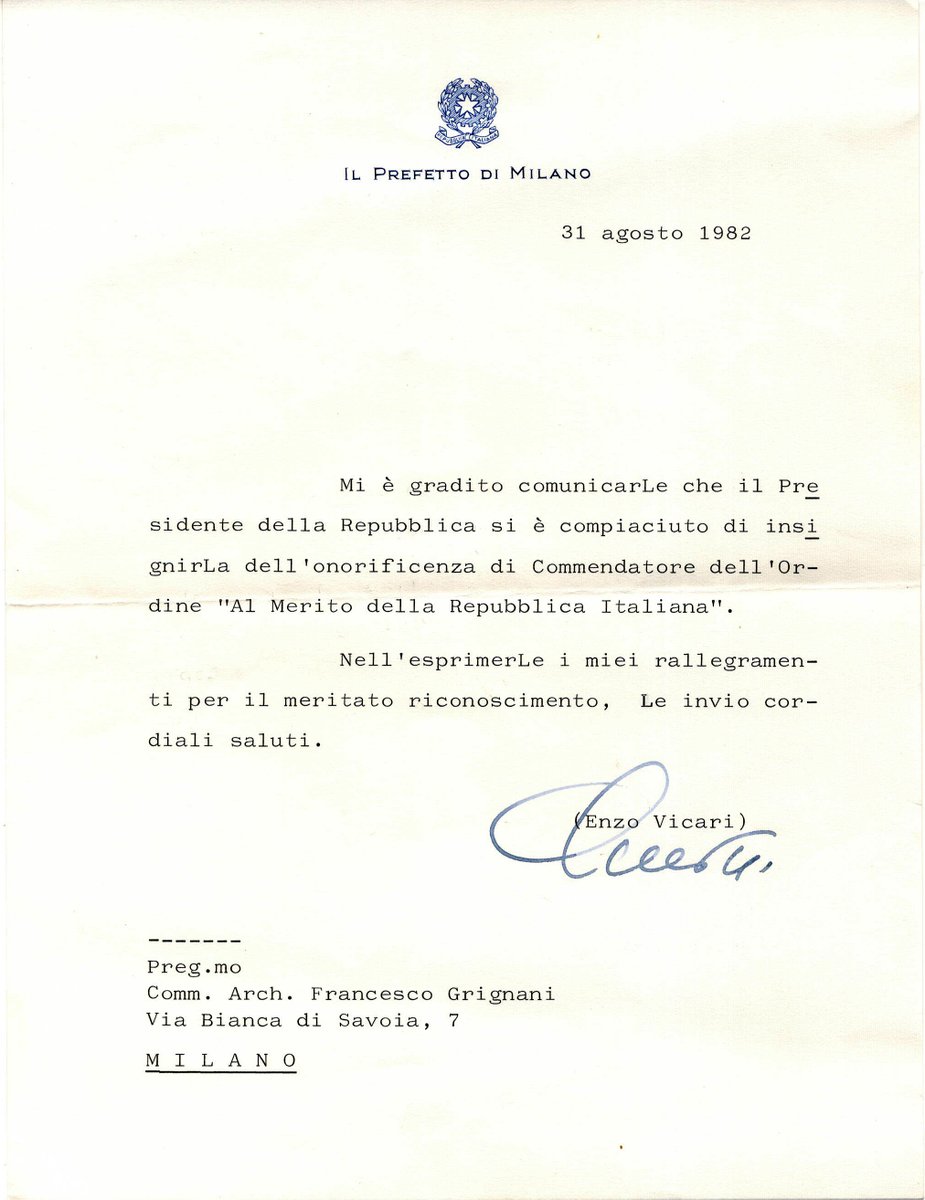 REPUBBLICA ITALIANA
IL PREFETTO DI MILANO
31 agosto 1982
Mi è gradito comunicarLe che il Pre
sidente della Repubblica si è compiaciuto di insi
gnirLa dell'onorificenza di Commendatore dell'Or-
dine "Al Merito della Repubblica Italiana".
Nell'esprimerLe i miei rallegramen-
ti per il meritato riconoscimento, Le invio cor-
diali saluti.
(Enzo Vicari)
-------
Preg.mo
Comm. Arch. Francesco Grignani
Via Bianca di Savoia, 7
M I L A N O